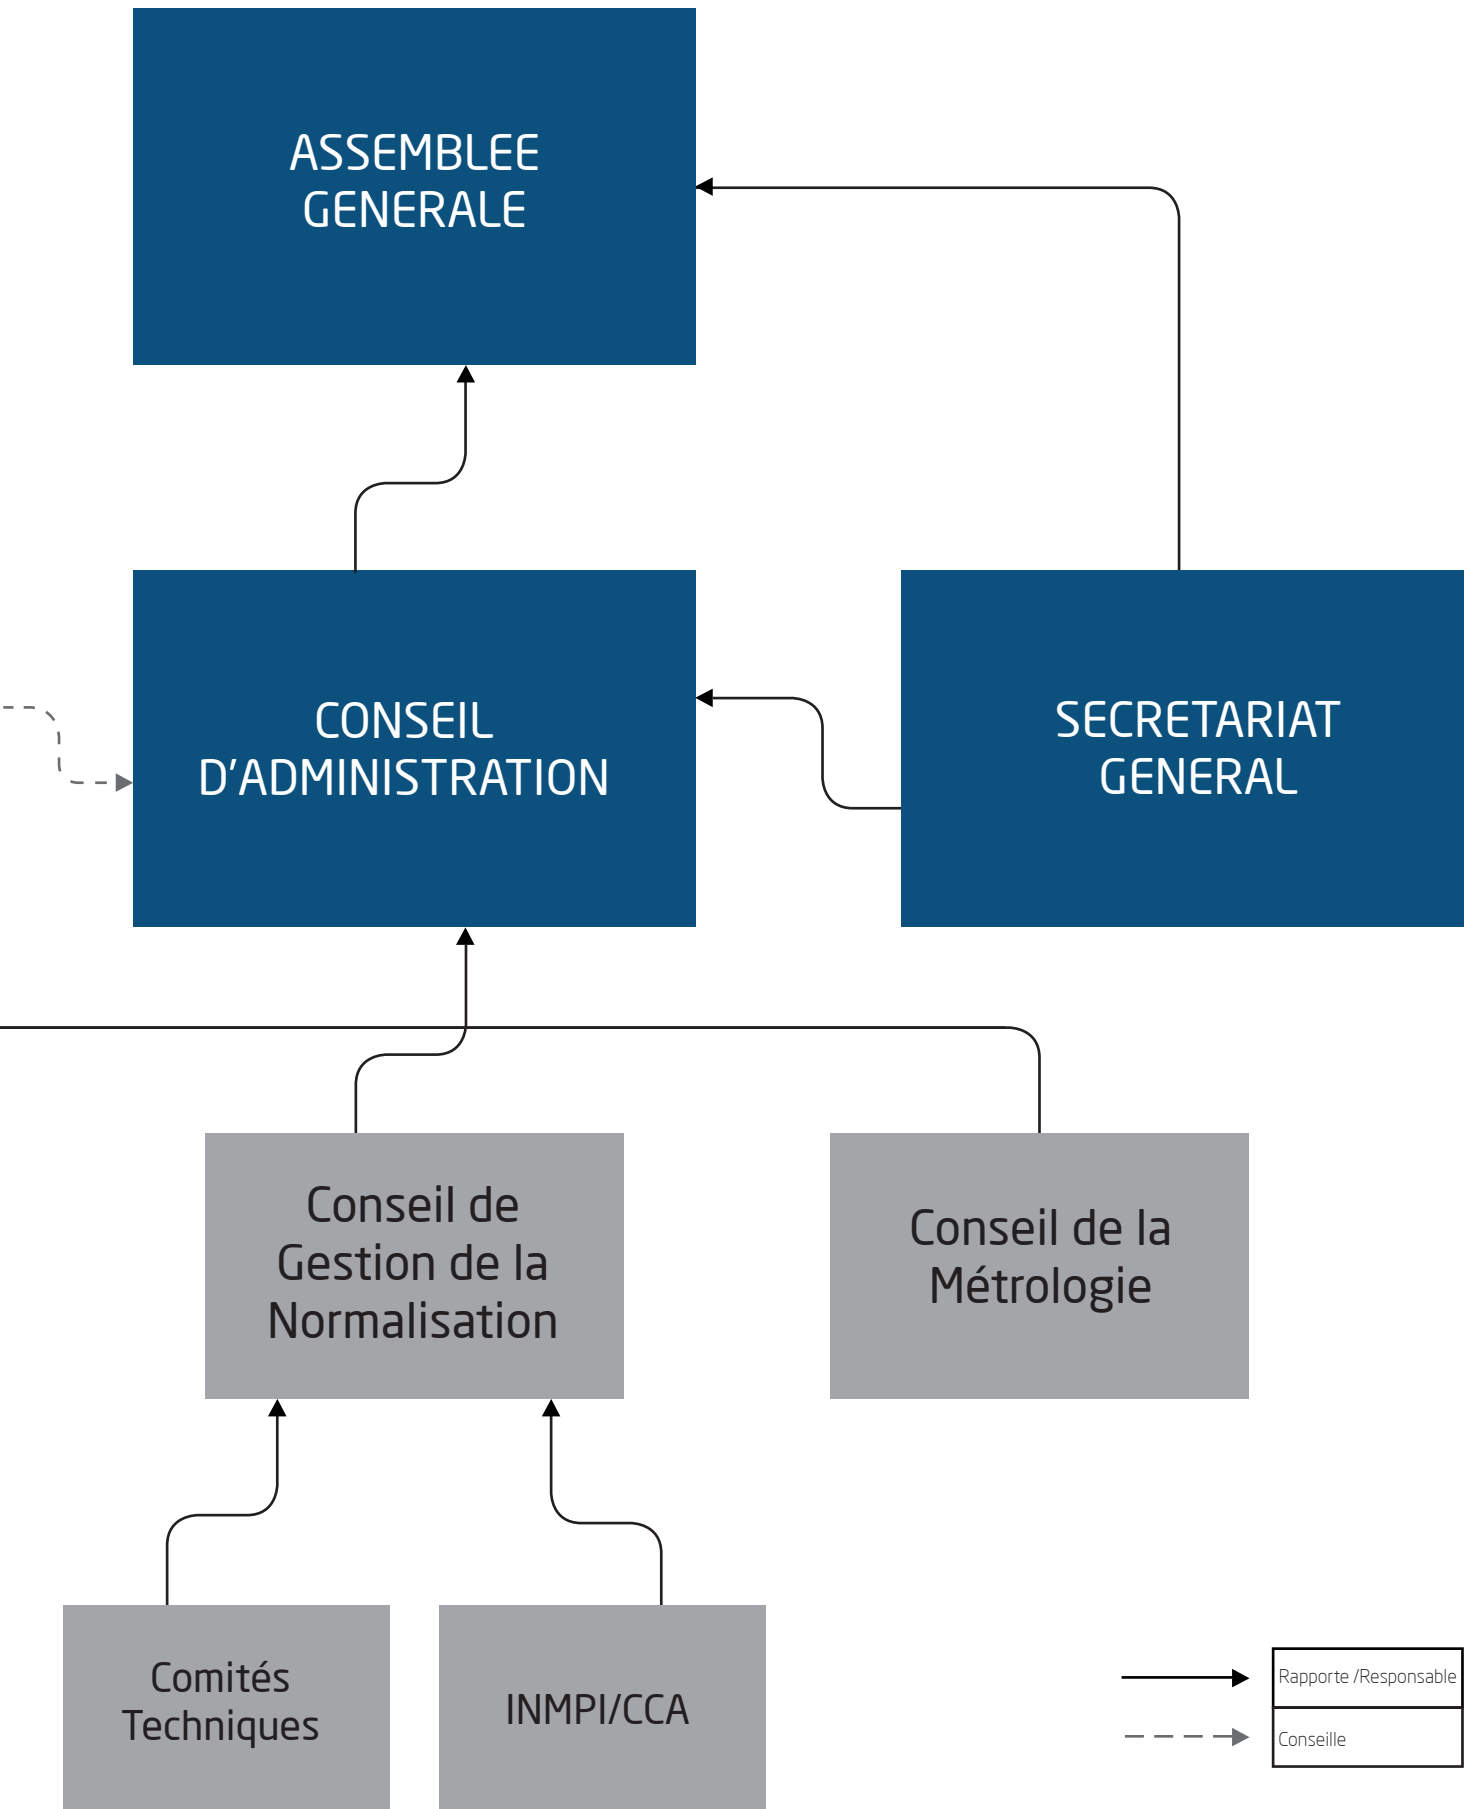 ASSEMBLEE
GENERALE
CONSEIL
D'ADMINISTRATION
SECRETARIAT
GENERAL
Conseil de
Gestion de la
Normalisation
Conseil de la
Métrologie
Comités
Techniques
INMPI/CCA
Rapporte /Responsable
Conseille